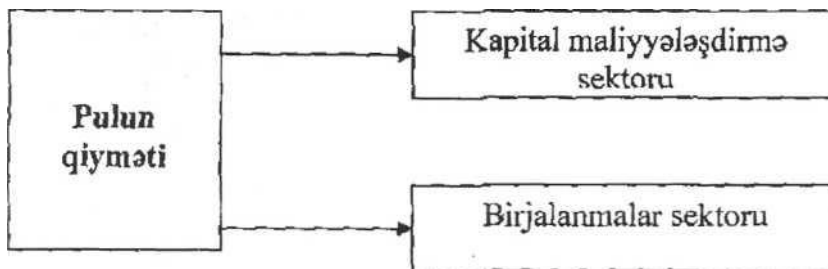 Pulun
qiyməti
Kapital maliyyələşdirmə
sektoru
Birjalanmalar sektoru